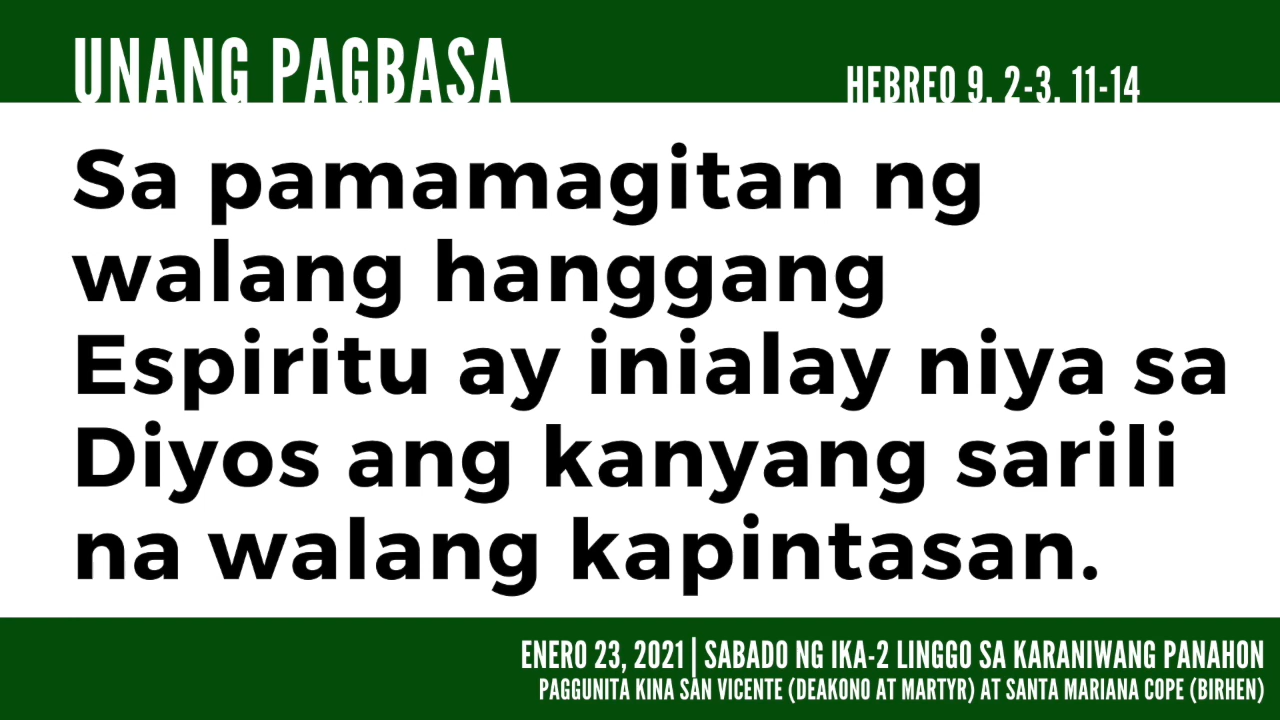 UNANG PAGBASA
HEBREO 9, 2-3. 11-14
Sa pamamagitan ng
walang hanggang
Espiritu ay inialay niya sa
Diyos ang kanyang sarili
na walang kapintasan.
ENERO 23, 2021 | SABADO NG IKA-2 LINGGO SA KARANIWANG PANAHON
PAGGUNITA KINA SAN VICENTE (DEAKONO AT MARTYR) AT SANTA MARIANA COPE (BIRHEN)